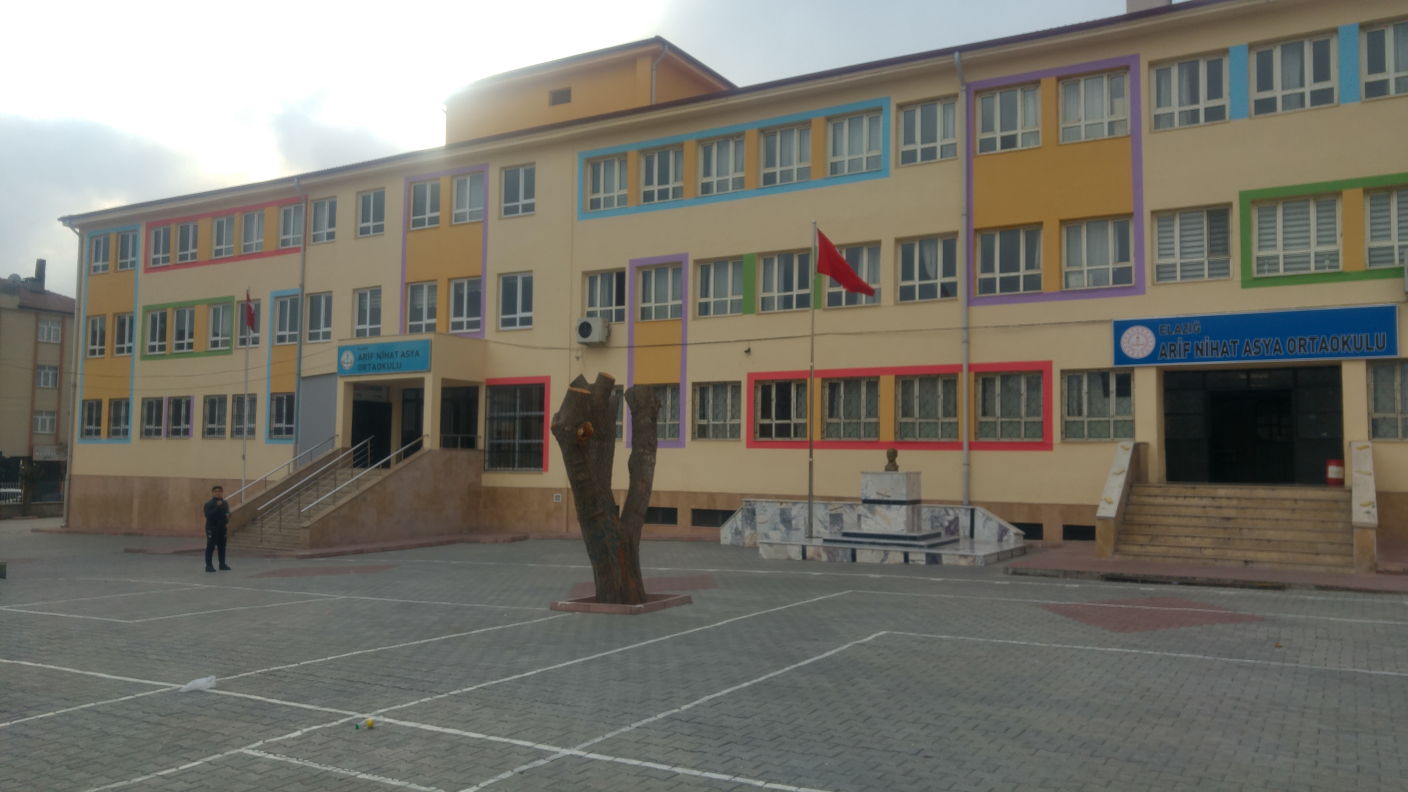 ARİF NİHAT ASYA
ORTAOKULU
ELAZIĞ
ARİF NİHAT ASYA ORTAOKULU